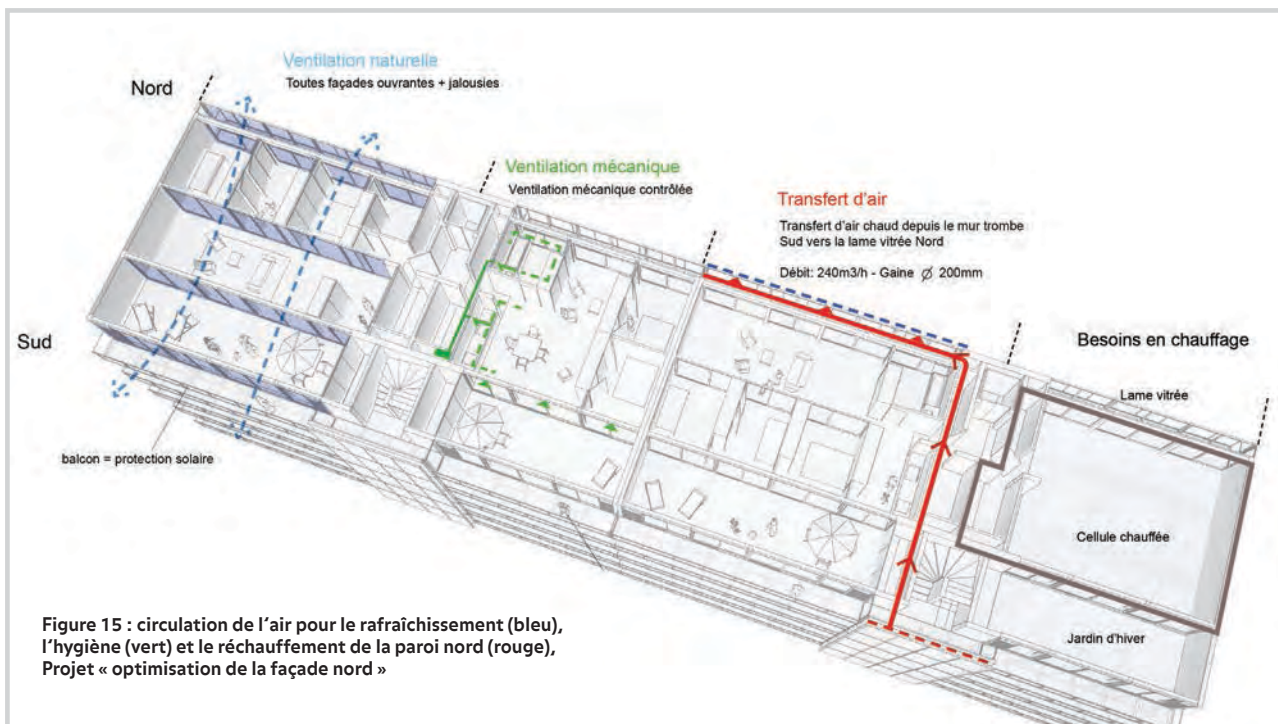 Ventilation naturelle
Toutes façades ouvrantes + jalousies
Nord
Ventilation mécanique
Ventilation mécanique contrôlée
Transfert d'air
Transfert d'air chaud depuis le mur trombe
Sud vers la lame vitrée Nord
Débit: 240m3/h - Gaine ∅ 200mm
Sud
Besoins en chauffage
Lame vitrée
balcon = protection solaire
Cellule chauffée
Jardin d'hiver
Figure 15 : circulation de l'air pour le rafraîchissement (bleu),
l'hygiène (vert) et le réchauffement de la paroi nord (rouge),
Projet « optimisation de la façade nord »